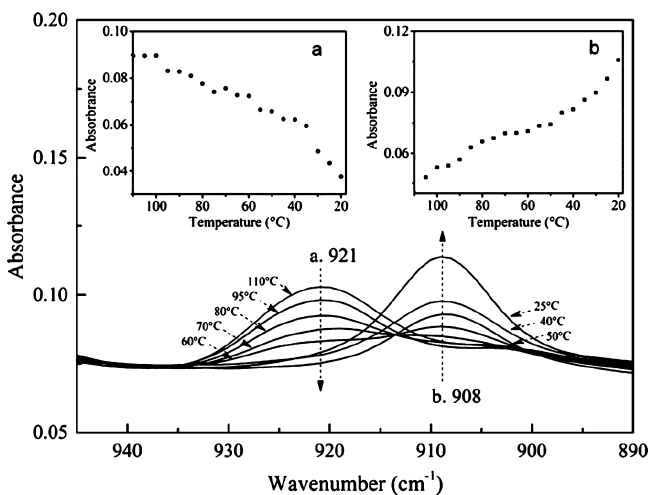 0.20
0.15
0.10
0.05
Absorbance
940
930
920
910
900
890
Wavenumber (cm-1)
a
0.10
0.08
0.06
0.04
Absorbrance
100
80
60
40
20
Temperature (°C)
b
0.12
0.09
0.06
Absorbance
100
80
60
40
20
Temperature (°C)
a. 921
110°C
95°C
80°C
70°C
60°C
25°C
40°C
50°C
b. 908